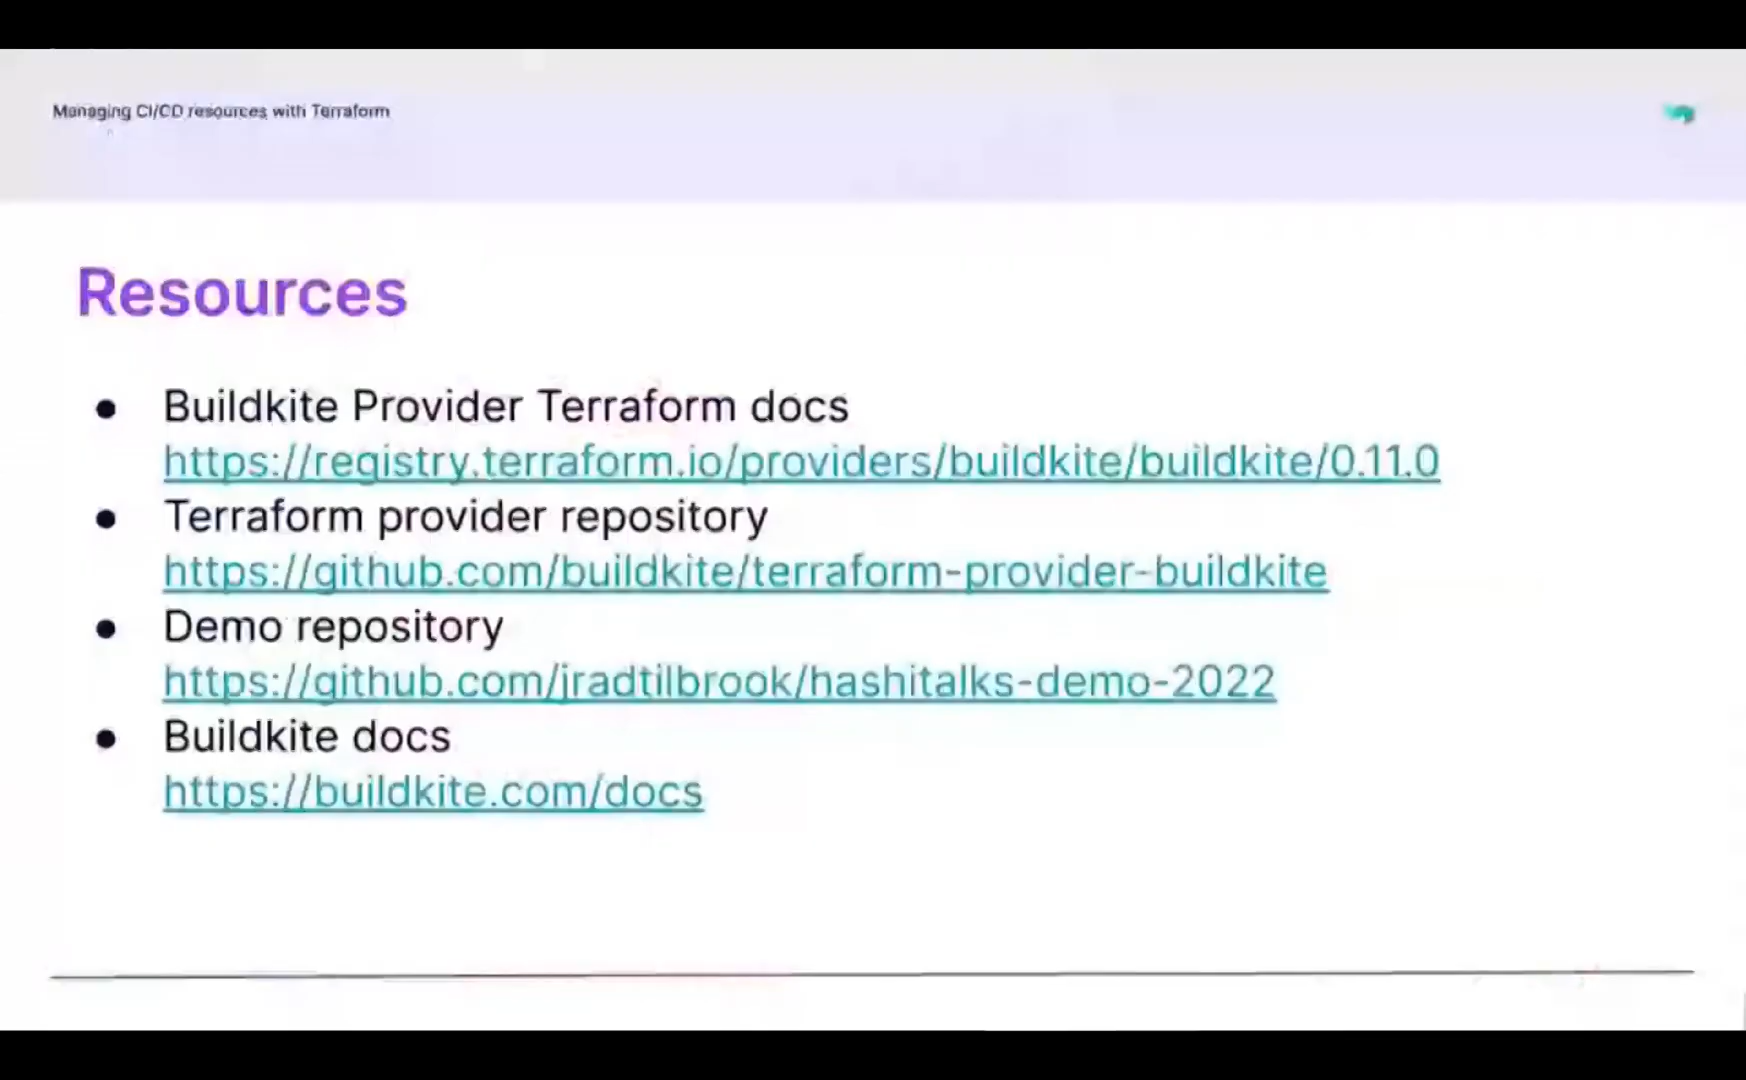 Managing CI/CD resources with Terraform
Resources
● Buildkite Provider Terraform docs
https://registry.terraform.io/providers/buildkite/buildkite/0.11.0
● Terraform provider repository
https://github.com/buildkite/terraform-provider-buildkite
● Demo repository
https://github.com/jradtilbrook/hashitalks-demo-2022
● Buildkite docs
https://buildkite.com/docs